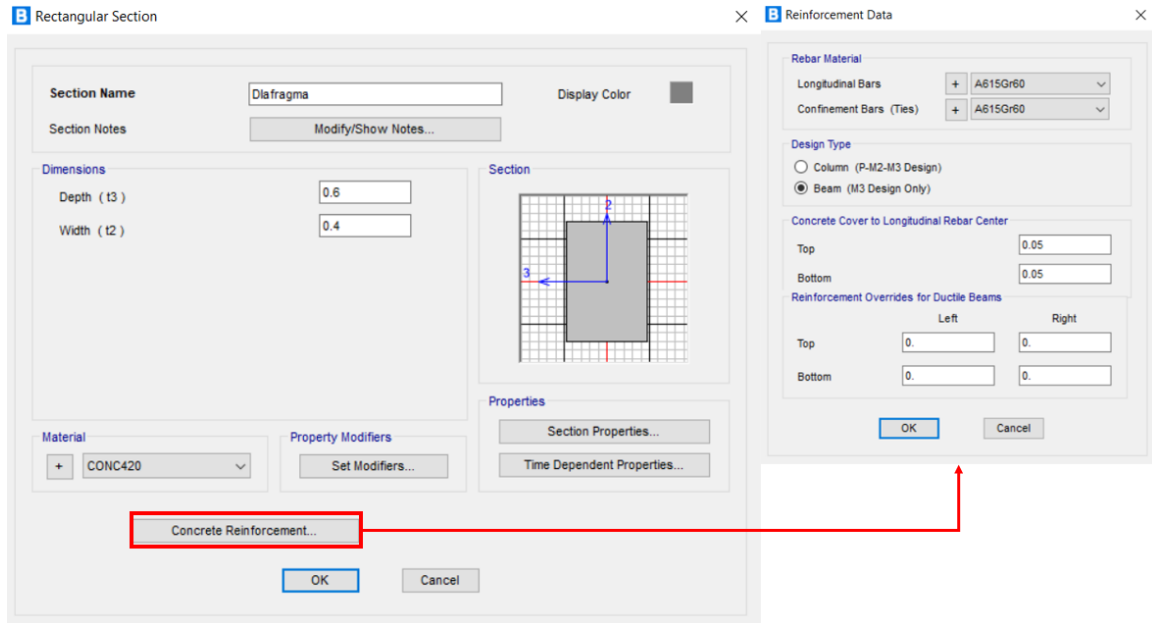 B Rectangular Section
Section Name
Dlafragma
Display Color
Section Notes
Modify/Show Notes...
Dimensions
Depth ( t3 )
0.6
Width ( t2 )
0.4
Section
2
3
Properties
Section Properties...
Time Dependent Properties...
Material
+
CONC420
Property Modifiers
Set Modifiers...
Concrete Reinforcement...
OK
Cancel
B Reinforcement Data
Rebar Material
Longitudinal Bars
+
A615Gr60
Confinement Bars (Ties)
+
A615Gr60
Design Type
Column (P-M2-M3 Design)
Beam (M3 Design Only)
Concrete Cover to Longitudinal Rebar Center
Top
0.05
Bottom
0.05
Reinforcement Overrides for Ductile Beams
Left
Right
Top
0.
0.
Bottom
0.
0.
OK
Cancel